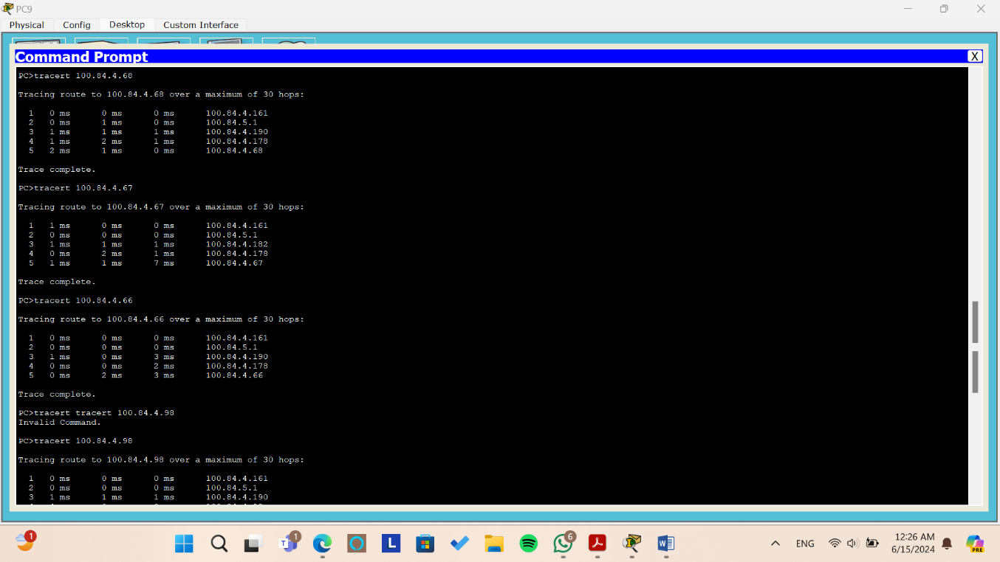 PC9
Physical Config Desktop Custom Interface
Command Prompt X
PC>tracert 100.84.4.68
Tracing route to 100.84.4.68 over a maximum of 30 hops:
1 0 ms 0 ms 0 ms 100.84.4.161
2 0 ms 1 ms 0 ms 100.84.5.1
3 1 ms 1 ms 1 ms 100.84.4.190
4 1 ms 2 ms 1 ms 100.84.4.178
5 2 ms 1 ms 0 ms 100.84.4.68
Trace complete.
PC>tracert 100.84.4.67
Tracing route to 100.84.4.67 over a maximum of 30 hops:
1 1 ms 0 ms 0 ms 100.84.4.161
2 0 ms 0 ms 0 ms 100.84.5.1
3 1 ms 1 ms 1 ms 100.84.4.182
4 0 ms 2 ms 1 ms 100.84.4.178
5 1 ms 1 ms 7 ms 100.84.4.67
Trace complete.
PC>tracert 100.84.4.66
Tracing route to 100.84.4.66 over a maximum of 30 hops:
1 0 ms 0 ms 0 ms 100.84.4.161
2 0 ms 0 ms 0 ms 100.84.5.1
3 1 ms 0 ms 3 ms 100.84.4.190
4 0 ms 0 ms 2 ms 100.84.4.178
5 0 ms 2 ms 3 ms 100.84.4.66
Trace complete.
PC>tracert tracert 100.84.4.98
Invalid Command.
PC>tracert 100.84.4.98
Tracing route to 100.84.4.98 over a maximum of 30 hops:
1 0 ms 0 ms 0 ms 100.84.4.161
2 0 ms 0 ms 0 ms 100.84.5.1
3 1 ms 1 ms 1 ms 100.84.4.190
1 T 1 L 6 W ENG 12:26 AM
6/15/2024 PRE